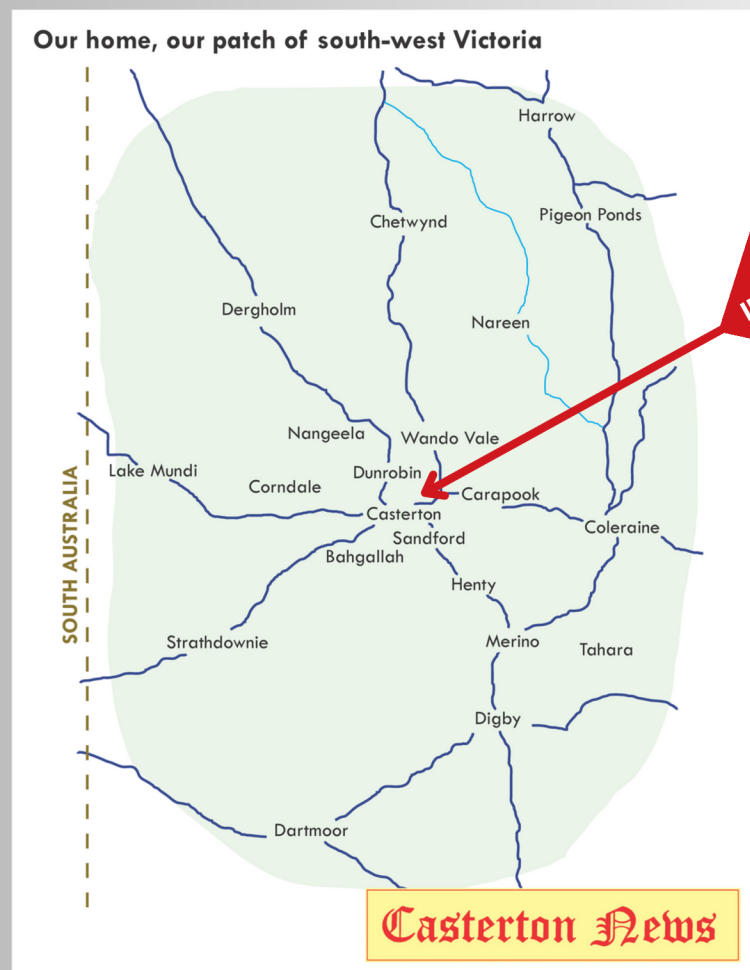 Our home, our patch of south-west Victoria
Harrow
Pigeon Ponds
Chetwynd
Dergholm
Nareen
Nangeela
Wando Vale
Lake Mundi
Dunrobin
Corndale
Carapook
Casterton
Coleraine
Sandford
Bahgallah
Henty
SOUTH AUSTRALIA
Strathdownie
Merino
Tahara
Digby
Dartmoor
Casterton News